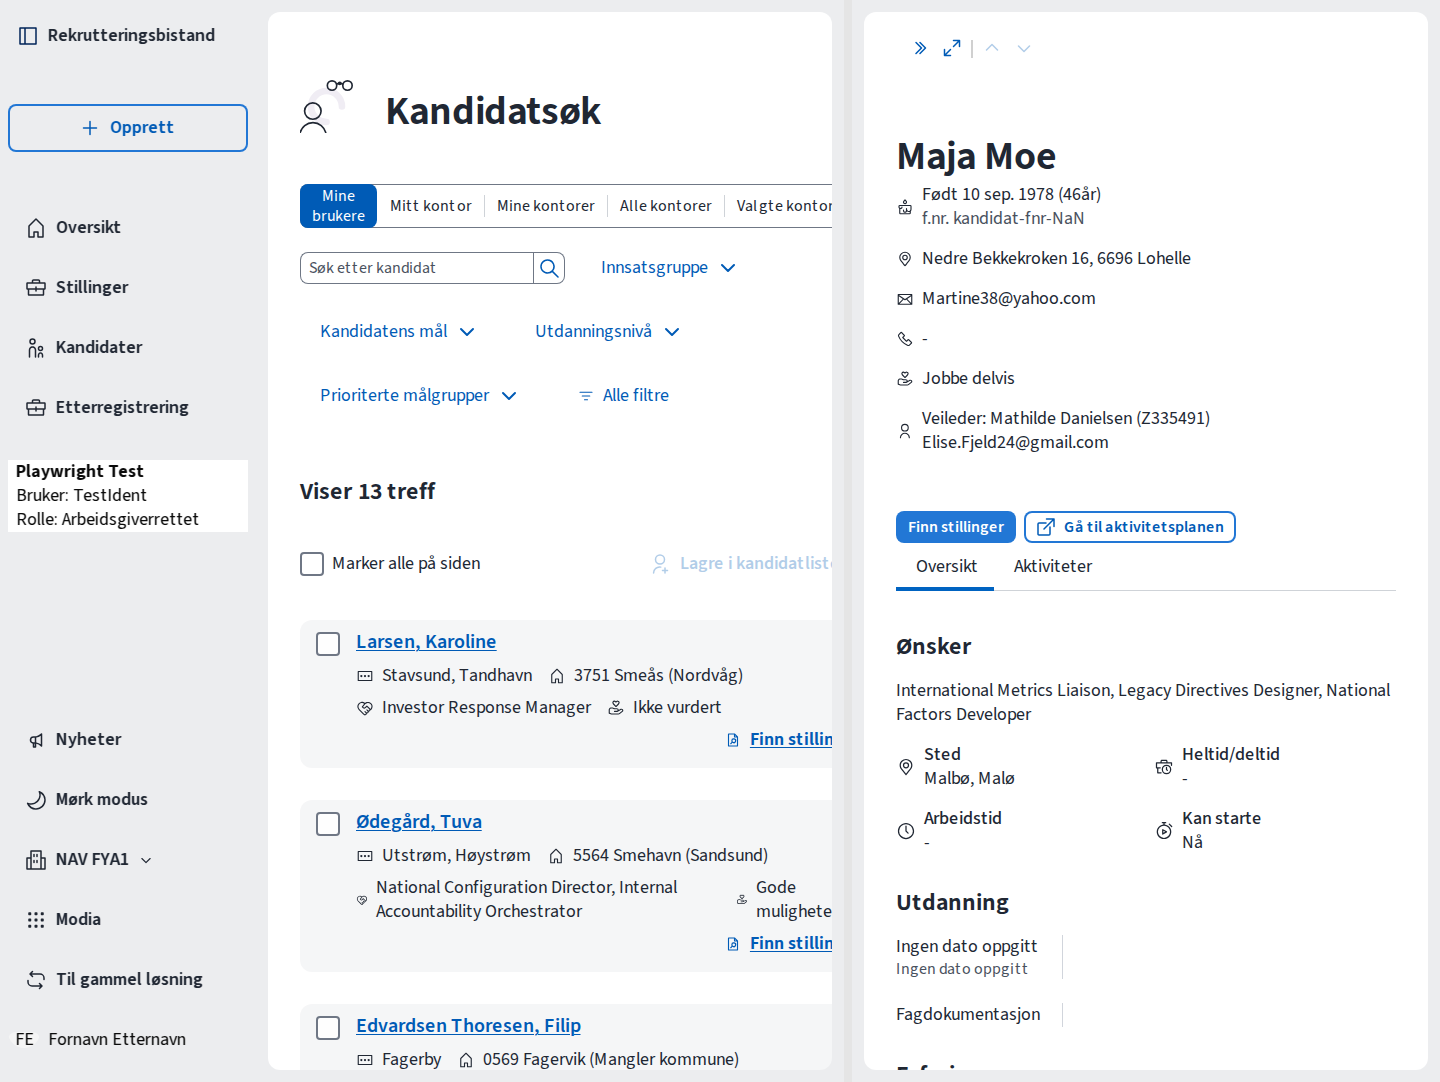 Rekrutteringsbistand
Opprett
Oversikt
Stillinger
Kandidater
Etterregistrering
Playwright Test
Bruker: TestIdent
Rolle: Arbeidsgiverrettet
Nyheter
Mørk modus
NAV FYA1
Modia
Til gammel løsning
FE Fornavn Etternavn
Kandidatsøk
Mine brukere
Mitt kontor
Mine kontorer
Alle kontorer
Valgte kontor
Søk etter kandidat
Innsatsgruppe
Kandidatens mål
Utdanningsnivå
Prioriterte målgrupper
Alle filtre
Viser 13 treff
Marker alle på siden
Lagre i kandidatliste
Larsen, Karoline
Stavsund, Tandhavn
3751 Smeås (Nordvåg)
Investor Response Manager
Ikke vurdert
Finn stillin
Ødegård, Tuva
Utstrøm, Høystrøm
5564 Smehavn (Sandsund)
National Configuration Director, Internal
Accountability Orchestrator
Gode
mulighete
Finn stillin
Edvardsen Thoresen, Filip
Fagerby
0569 Fagervik (Mangler kommune)
Maja Moe
Født 10 sep. 1978 (46år)
f.nr. kandidat-fnr-NaN
Nedre Bekkekroken 16, 6696 Lohelle
Martine38@yahoo.com
-
Jobbe delvis
Veileder: Mathilde Danielsen (Z335491)
Elise.Fjeld24@gmail.com
Finn stillinger
Gå til aktivitetsplanen
Oversikt
Aktiviteter
Ønsker
International Metrics Liaison, Legacy Directives Designer, National
Factors Developer
Sted
Malbø, Malø
Heltid/deltid
-
Arbeidstid
-
Kan starte
Nå
Utdanning
Ingen dato oppgitt
Ingen dato oppgitt
Fagdokumentasjon